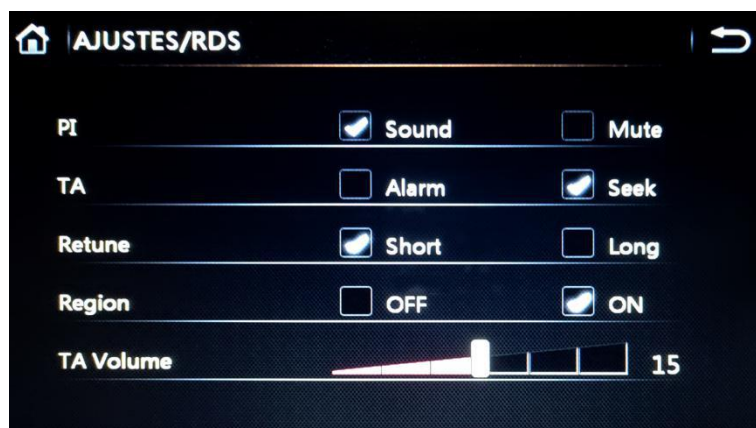 AJUSTES/RDS
PI Sound Mute
TA Alarm Seek
Retune Short Long
Region OFF ON
TA Volume 15